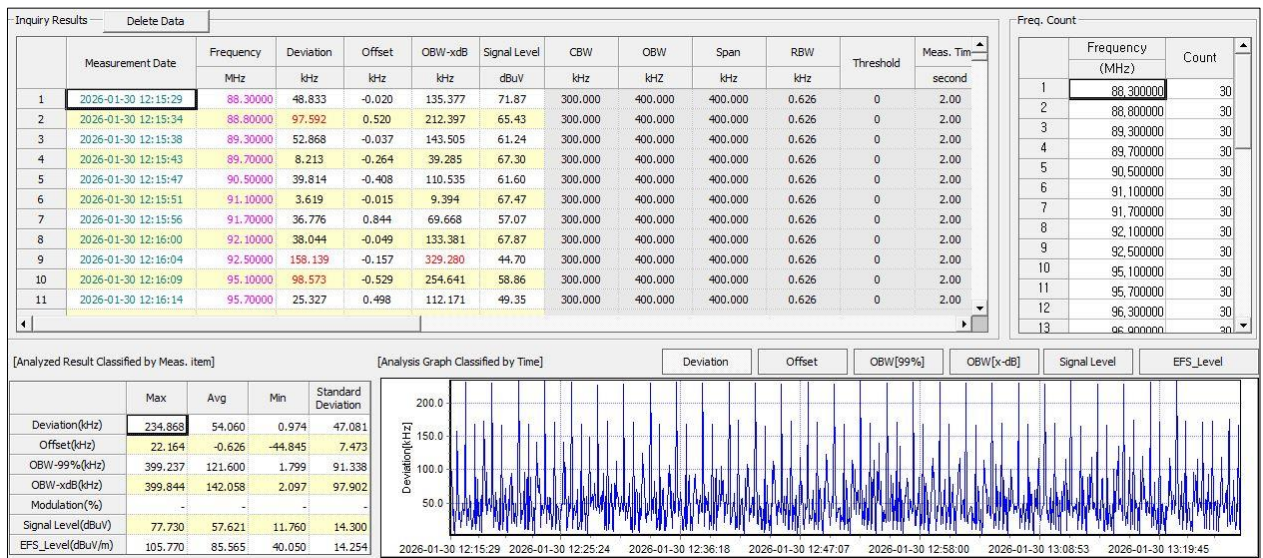 Inquiry Results
Delete Data
Measurement Date Frequency Deviation Offset OBW-xdB Signal Level CBW OBW Span RBW Threshold Meas. Tim
MHz kHz kHz kHz dBuV kHz kHZ kHz kHz second
1 2026-01-30 12:15:29 88.30000 48.833 -0.020 135.377 71.87 300.000 400.000 400.000 0.626 0 2.00
2 2026-01-30 12:15:34 88.80000 97.592 0.520 212.397 65.43 300.000 400.000 400.000 0.626 0 2.00
3 2026-01-30 12:15:38 89.30000 52.868 -0.037 143.505 61.24 300.000 400.000 400.000 0.626 0 2.00
4 2026-01-30 12:15:43 89.70000 8.213 -0.264 39.285 67.30 300.000 400.000 400.000 0.626 0 2.00
5 2026-01-30 12:15:47 90.50000 39.814 -0.408 110.535 61.60 300.000 400.000 400.000 0.626 0 2.00
6 2026-01-30 12:15:51 91.10000 3.619 -0.015 9.394 67.47 300.000 400.000 400.000 0.626 0 2.00
7 2026-01-30 12:15:56 91.70000 36.776 0.844 69.668 57.07 300.000 400.000 400.000 0.626 0 2.00
8 2026-01-30 12:16:00 92.10000 38.044 -0.049 133.381 67.87 300.000 400.000 400.000 0.626 0 2.00
9 2026-01-30 12:16:04 92.50000 158.139 -0.157 329.280 44.70 300.000 400.000 400.000 0.626 0 2.00
10 2026-01-30 12:16:09 95.10000 98.573 -0.529 254.641 58.86 300.000 400.000 400.000 0.626 0 2.00
11 2026-01-30 12:16:14 95.70000 25.327 0.498 112.171 49.35 300.000 400.000 400.000 0.626 0 2.00
Freq. Count
Frequency Count
(MHz)
1 88,300000 30
2 88,800000 30
3 89,300000 30
4 89,700000 30
5 90,500000 30
6 91,100000 30
7 91,700000 30
8 92,100000 30
9 92,500000 30
10 95,100000 30
11 95,700000 30
12 96,300000 30
13 96,900000 30
[Analyzed Result Classified by Meas. item]
Max Avg Min Standard Deviation
Deviation(kHz) 234.868 54.060 0.974 47.081
Offset(kHz) 22.164 -0.626 -44.845 7.473
OBW-99%(kHz) 399.237 121.600 1.799 91.338
OBW-xdB(kHz) 399.844 142.058 2.097 97.902
Modulation(%) - - - -
Signal Level(dBuV) 77.730 57.621 11.760 14.300
EFS_Level(dBuV/m) 105.770 85.565 40.050 14.254
[Analysis Graph Classified by Time]
Deviation Offset OBW[99%] OBW[x-dB] Signal Level EFS_Level
Deviation[kHz]
200.0
150.0
100.0
50.0
2026-01-30 12:15:29 2026-01-30 12:25:24 2026-01-30 12:36:18 2026-01-30 12:47:07 2026-01-30 12:58:00 2026-01-30 13:08:53 2026-01-30 13:19:45